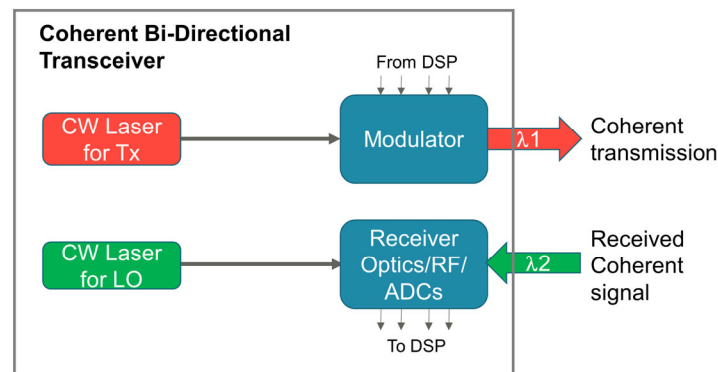 Coherent Bi-Directional
Transceiver
From DSP
CW Laser
for Tx
Modulator
λ1
Coherent
transmission
CW Laser
for LO
Receiver
Optics/RF/
ADCs
λ2
Received
Coherent
signal
To DSP